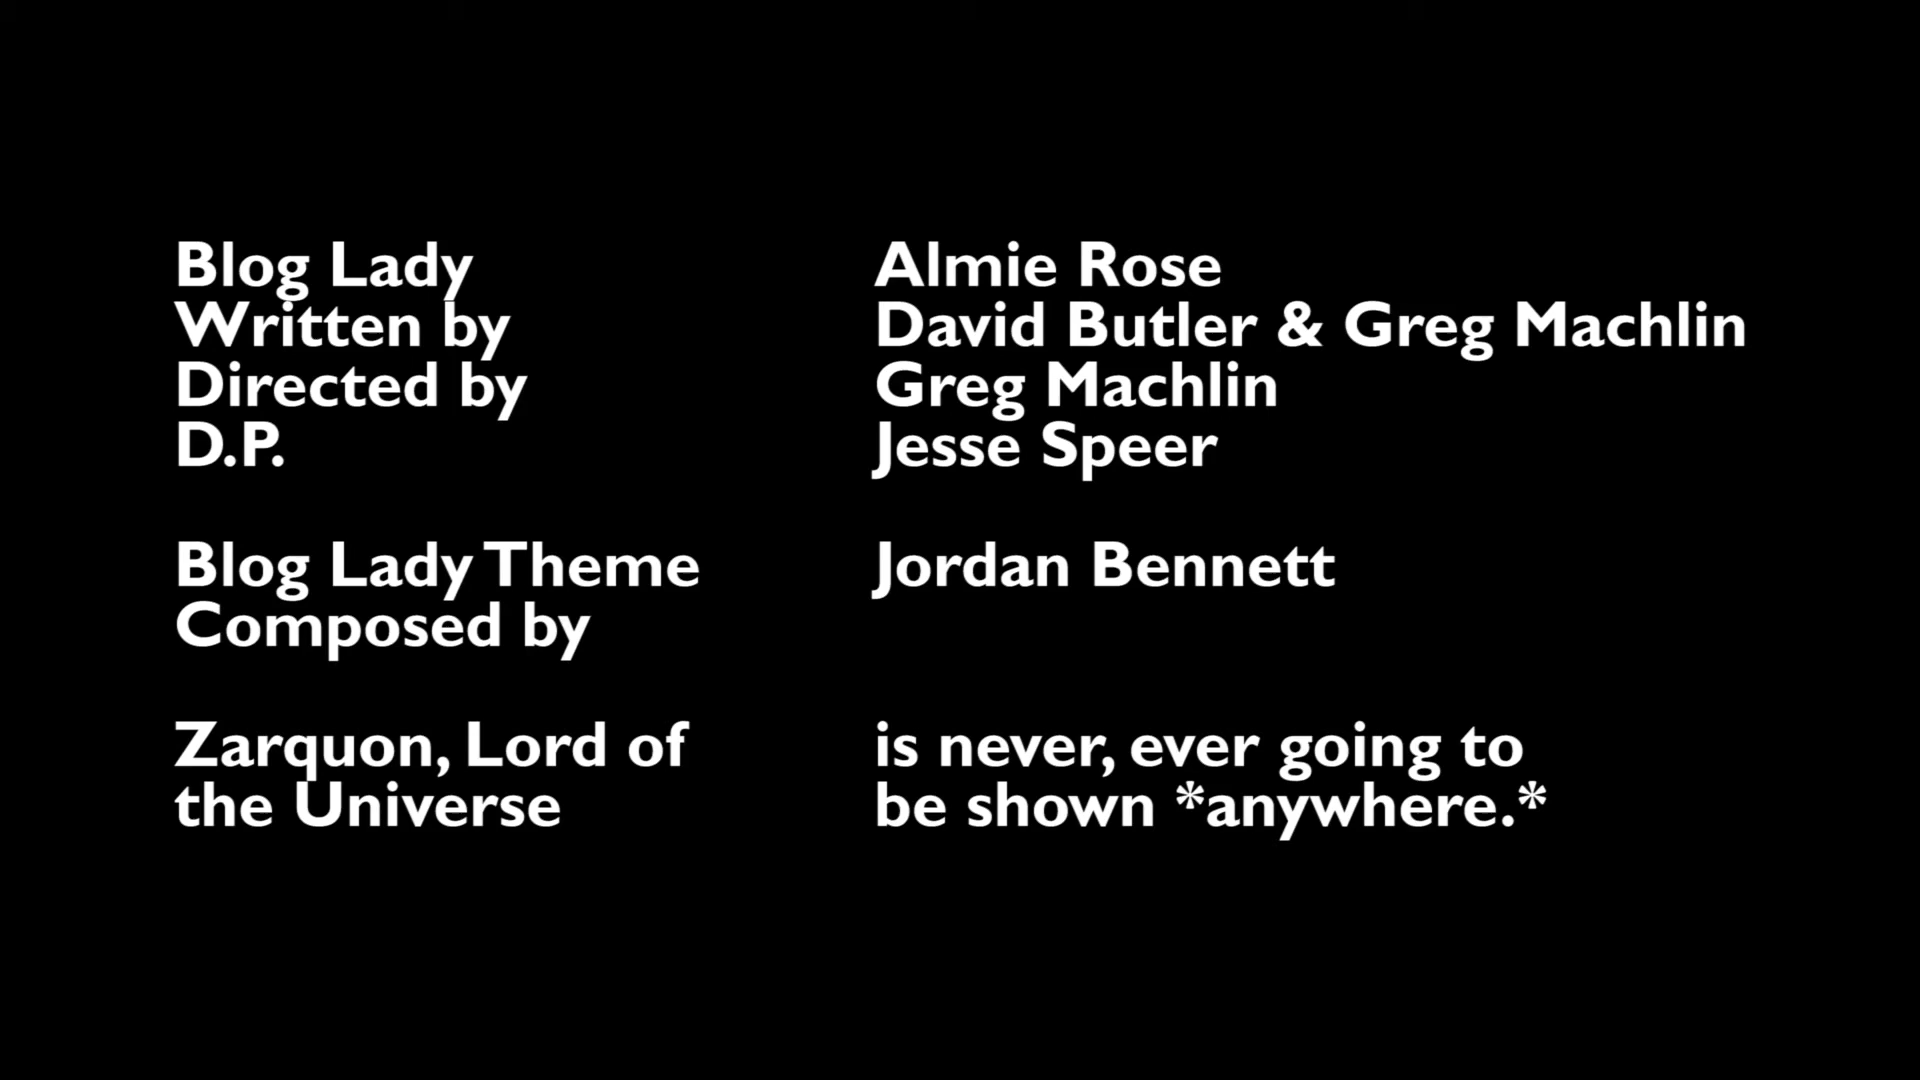 Blog Lady Almie Rose
Written by David Butler & Greg Machlin
Directed by Greg Machlin
D.P. Jesse Speer
Blog Lady Theme Jordan Bennett
Composed by
Zarquon, Lord of is never, ever going to
the Universe be shown *anywhere.*